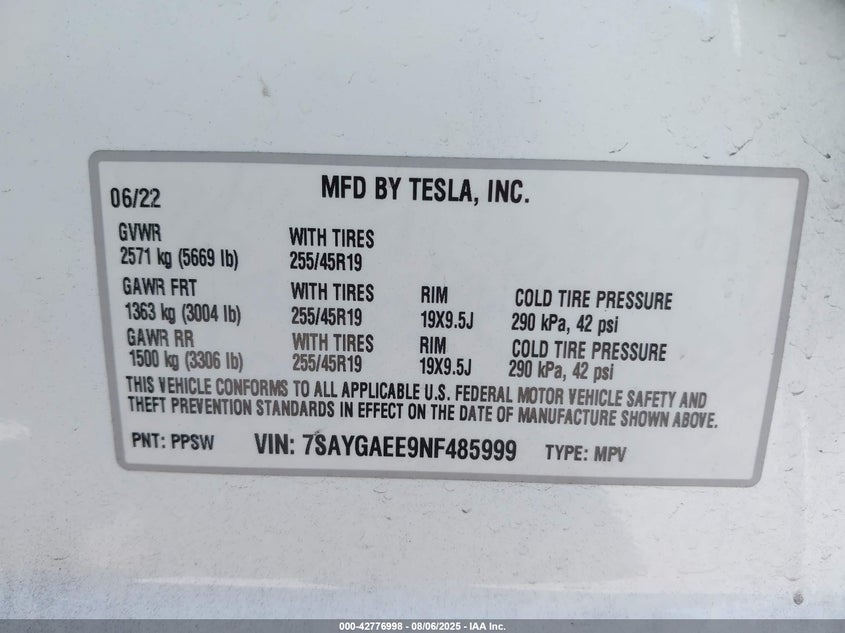 06/22 MFD BY TESLA, INC.
GVWR WITH TIRES
2571 kg (5669 lb) 255/45R19
GAWR FRT WITH TIRES RIM COLD TIRE PRESSURE
1363 kg (3004 lb) 255/45R19 19X9.5J 290 kPa, 42 psi
GAWR RR WITH TIRES RIM COLD TIRE PRESSURE
1500 kg (3306 lb) 255/45R19 19X9.5J 290 kPa, 42 psi
THIS VEHICLE CONFORMS TO ALL APPLICABLE U.S. FEDERAL MOTOR VEHICLE SAFETY AND
THEFT PREVENTION STANDARDS IN EFFECT ON THE DATE OF MANUFACTURE SHOWN ABOVE.
PNT: PPSW VIN: 7SAYGAEE9NF485999 TYPE: MPV
000-42776998 - 08/06/2025 - IAA Inc.